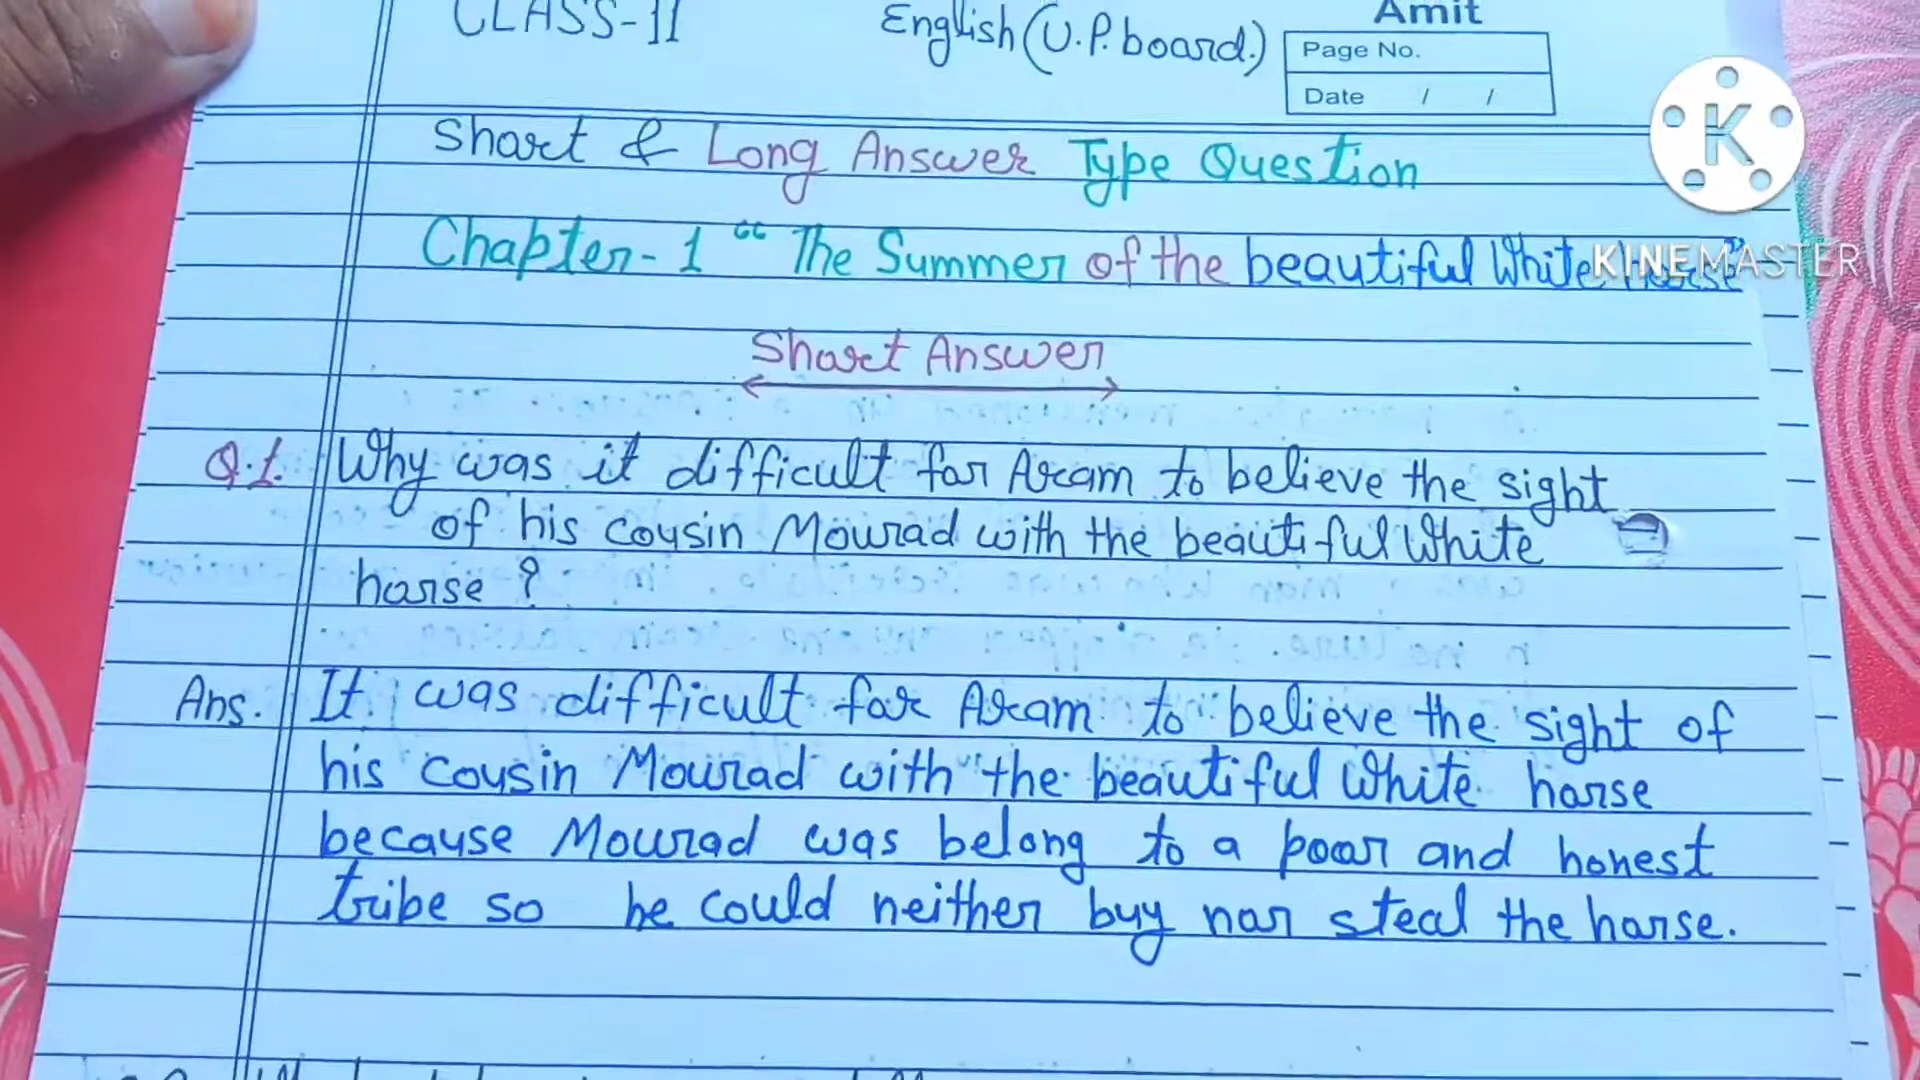 CLASS-11 English (U.P. board.)
Amit
Page No.
Date / /
Short & Long Answer Type Question
Chapter-1 "The Summer of the beautiful White horse"
K
KINEMASTER
Short Answer
Q.1. Why was it difficult for Aram to believe the sight
of his cousin Mourad with the beautiful White
horse ?
Ans. It was difficult for Aram to believe the sight of
his cousin Mourad with the beautiful White horse
because Mourad was belong to a poor and honest
tribe so he could neither buy nor steal the horse.